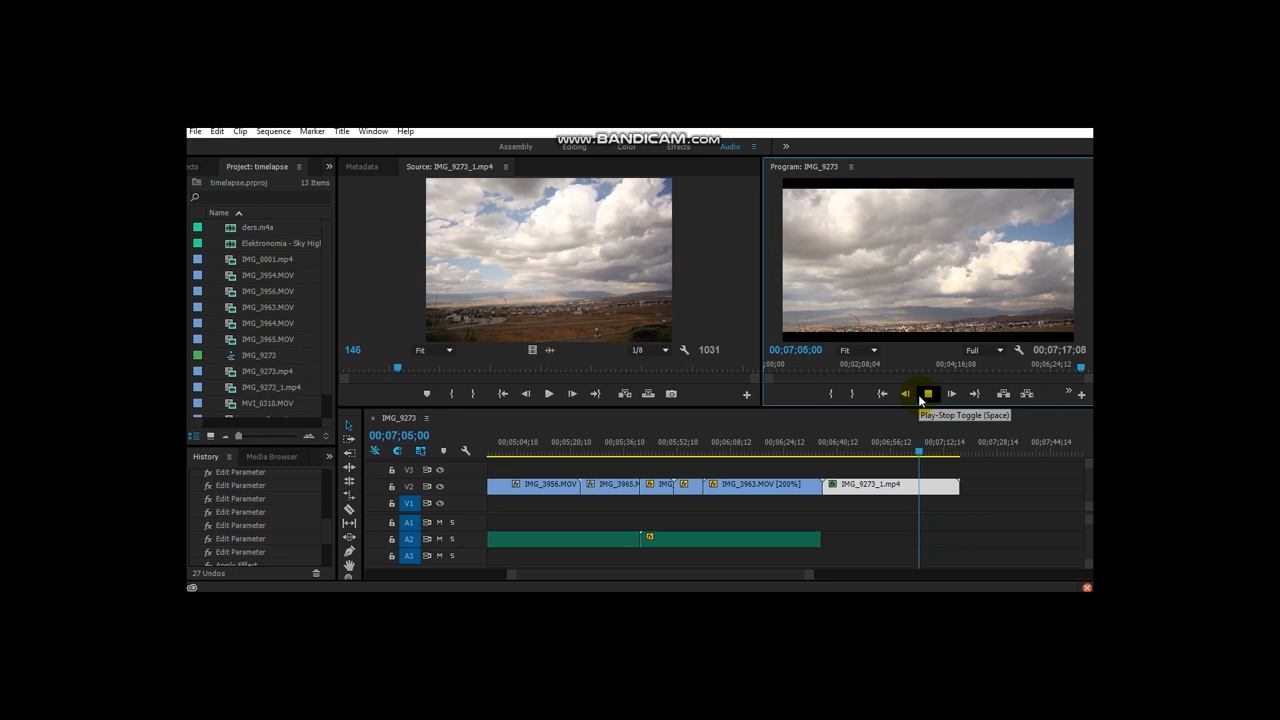 File Edit Clip Sequence Marker Title Window Help
www.BANDICAM.com
Assembly Editing Color Effects Audio
Project: timelapse
Metadata Source: IMG_9273_1.mp4
Program: IMG_9273
timelapse.prproj 13 Items
Name
ders.m4a
Elektronomia - Sky Higl
IMG_0001.mp4
IMG_3954.MOV
IMG_3956.MOV
IMG_3963.MOV
IMG_3964.MOV
IMG_3965.MOV
IMG_9273
IMG_9273.mp4
IMG_9273_1.mp4
MVI_0310.MOV
146 Fit 1/8 1031
00;07;05;00 Fit Full 00;07;17;08
;00;00 00;02;08;04 00;04;16;08 00;06;24;12
Play-Stop Toggle (Space)
× IMG_9273
00;07;05;00
00;05;04;10 00;05;20;10 00;05;36;10 00;05;52;10 00;06;08;12 00;06;24;12 00;06;40;12 00;06;56;12 00;07;12;14 00;07;28;14 00;07;44;14
History Media Browser
Edit Parameter
Edit Parameter
Edit Parameter
Edit Parameter
Edit Parameter
Edit Parameter
Edit Parameter
Apply Effect
27 Undos
V3
V2 IMG_3956.MOV IMG_3965.M IMG IMG_3963.MOV [200%] IMG_9273_1.mp4
V1
A1 M S
A2 M S
A3 M S